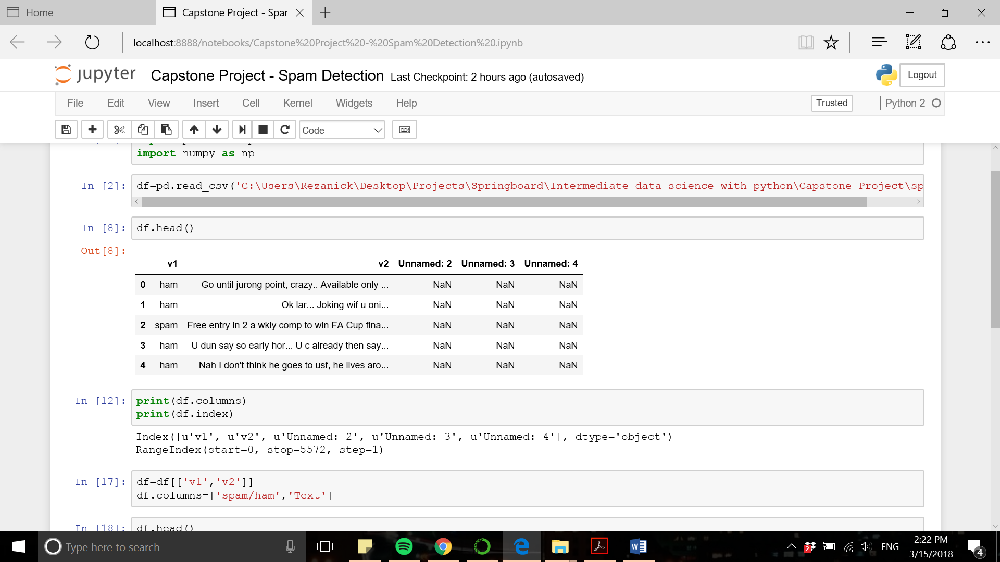 Home
Capstone Project - Spar
localhost:8888/notebooks/Capstone%20Project%20-%20Spam%20Detection%20.ipynb
jupyter Capstone Project - Spam Detection Last Checkpoint: 2 hours ago (autosaved)
Logout
File Edit View Insert Cell Kernel Widgets Help
Trusted Python 2
Code
import numpy as np
In [2]: df=pd.read_csv('C:\Users\Rezanick\Desktop\Projects\Springboard\Intermediate data science with python\Capstone Project\sp
In [8]: df.head()
Out[8]:
v1 v2 Unnamed: 2 Unnamed: 3 Unnamed: 4
0 ham Go until jurong point, crazy.. Available only ... NaN NaN NaN
1 ham Ok lar... Joking wif u oni... NaN NaN NaN
2 spam Free entry in 2 a wkly comp to win FA Cup fina... NaN NaN NaN
3 ham U dun say so early hor... U c already then say... NaN NaN NaN
4 ham Nah I don't think he goes to usf, he lives aro... NaN NaN NaN
In [12]: print(df.columns)
print(df.index)
Index([u'v1', u'v2', u'Unnamed: 2', u'Unnamed: 3', u'Unnamed: 4'], dtype='object')
RangeIndex(start=0, stop=5572, step=1)
In [17]: df=df[['v1','v2']]
df.columns=['spam/ham','Text']
In [18]: df.head()
Type here to search
2
ENG
2:22 PM
3/15/2018
4